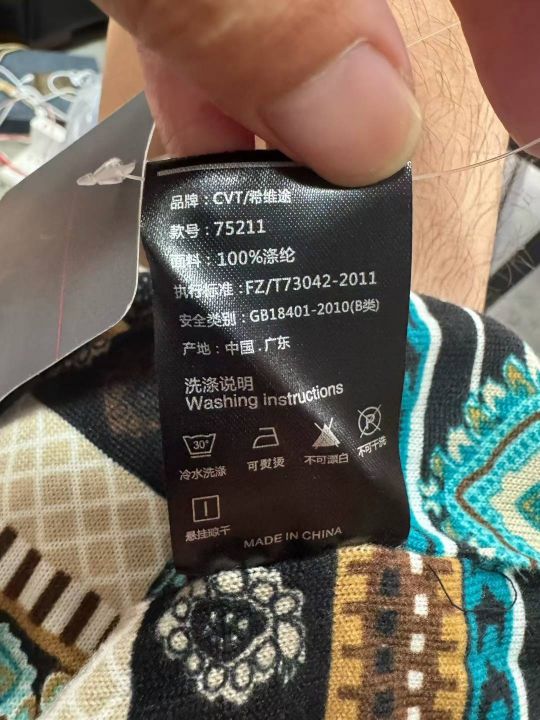 品牌：CVT/希维途
款号：75211
面料：100%涤纶
执行标准：FZ/T73042-2011
安全类别：GB18401-2010(B类)
产地：中国．广东
洗涤说明
Washing instructions
30°
冷水洗涤 可熨烫 不可漂白 不可干洗
悬挂晾干
MADE IN CHINA